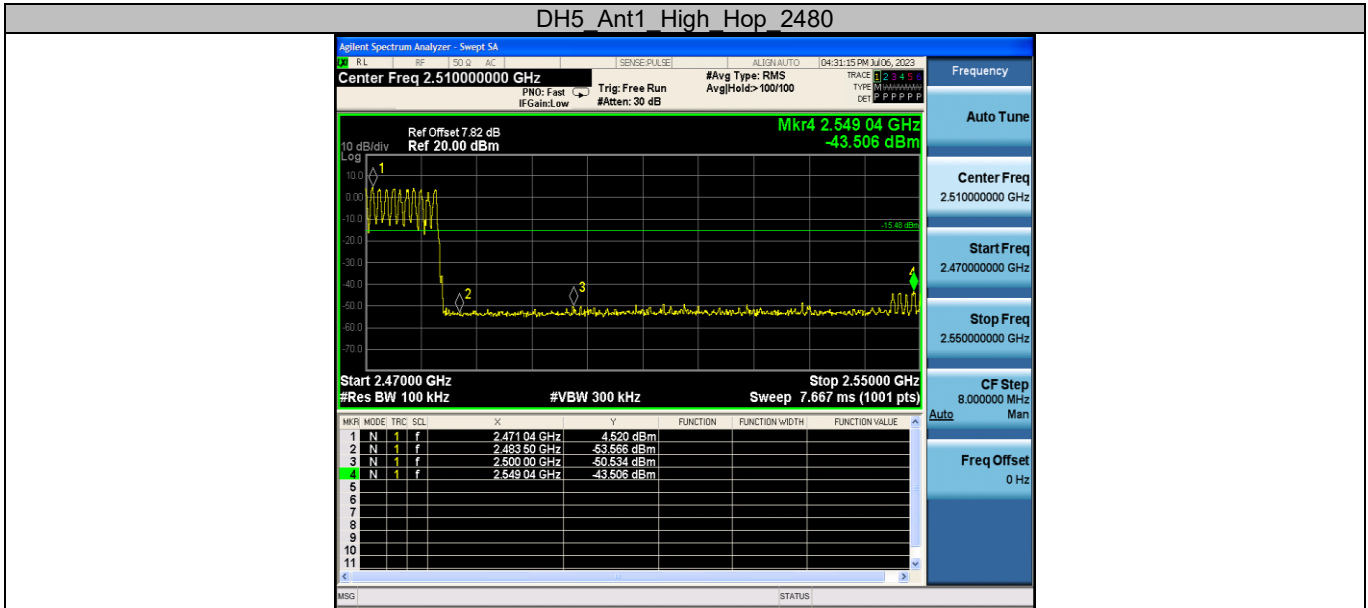 DH5_Ant1_High_Hop_2480
Agilent Spectrum Analyzer - Swept SA
RL RF 50 Ω AC SENSE:PULSE ALIGNAUTO 04:31:15 PM Jul 06, 2023
Center Freq 2.510000000 GHz
PNO: Fast
IFGain:Low
Trig: Free Run
#Atten: 30 dB
#Avg Type: RMS
Avg|Hold:> 100/100
TRACE 1 2 3 4 5 6
TYPE M
DET P P P P P P
Frequency
Auto Tune
Center Freq
2.510000000 GHz
Start Freq
2.470000000 GHz
Stop Freq
2.550000000 GHz
CF Step
8.000000 MHz
Auto Man
Freq Offset
0 Hz
Mkr4 2.549 04 GHz
-43.506 dBm
Ref Offset 7.82 dB
10 dB/div Ref 20.00 dBm
Log
10.0
0.00
-10.0
-20.0
-30.0
-40.0
-50.0
-60.0
-70.0
1
2
3
4
-15.48 dBm
Start 2.47000 GHz Stop 2.55000 GHz
#Res BW 100 kHz #VBW 300 kHz Sweep 7.667 ms (1001 pts)
MKR MODE TRC SCL X Y FUNCTION FUNCTION WIDTH FUNCTION VALUE
1 N 1 f 2.471 04 GHz 4.520 dBm
2 N 1 f 2.483 50 GHz -53.566 dBm
3 N 1 f 2.500 00 GHz -50.534 dBm
4 N 1 f 2.549 04 GHz -43.506 dBm
5
6
7
8
9
10
11
MSG STATUS